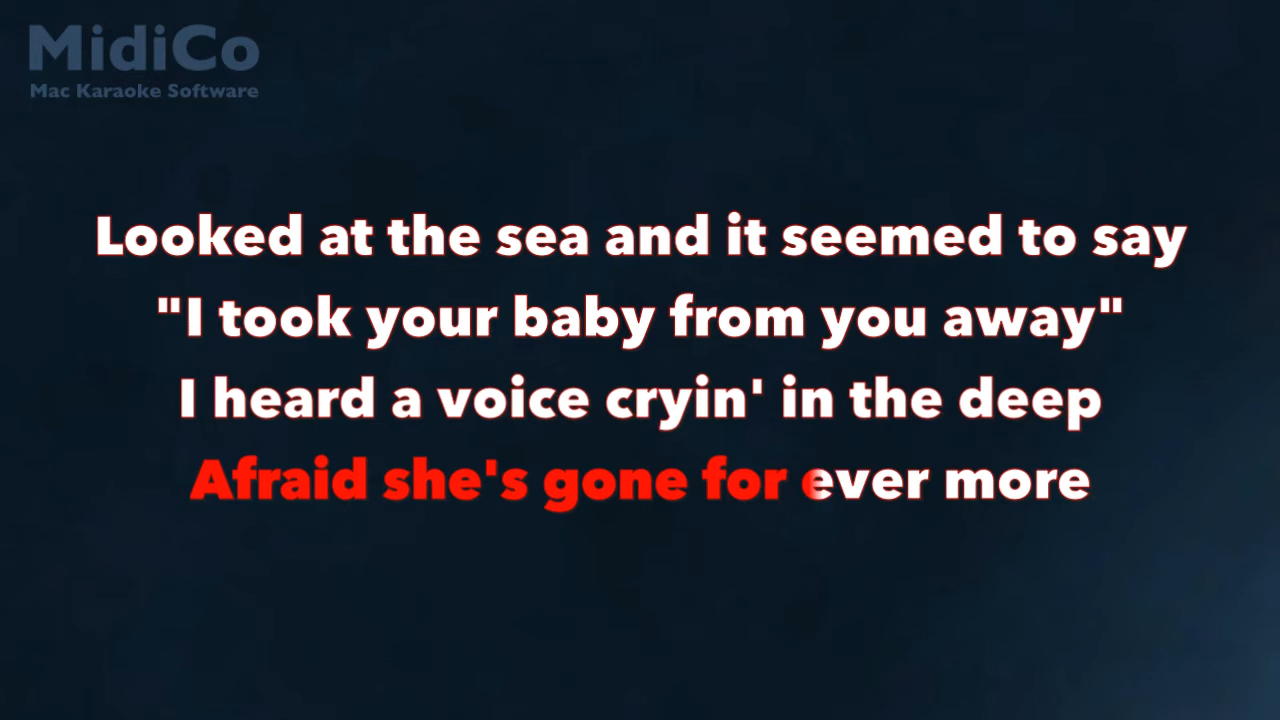 MidiCo
Mac Karaoke Software
Looked at the sea and it seemed to say
"I took your baby from you away"
I heard a voice cryin' in the deep
Afraid she's gone for ever more